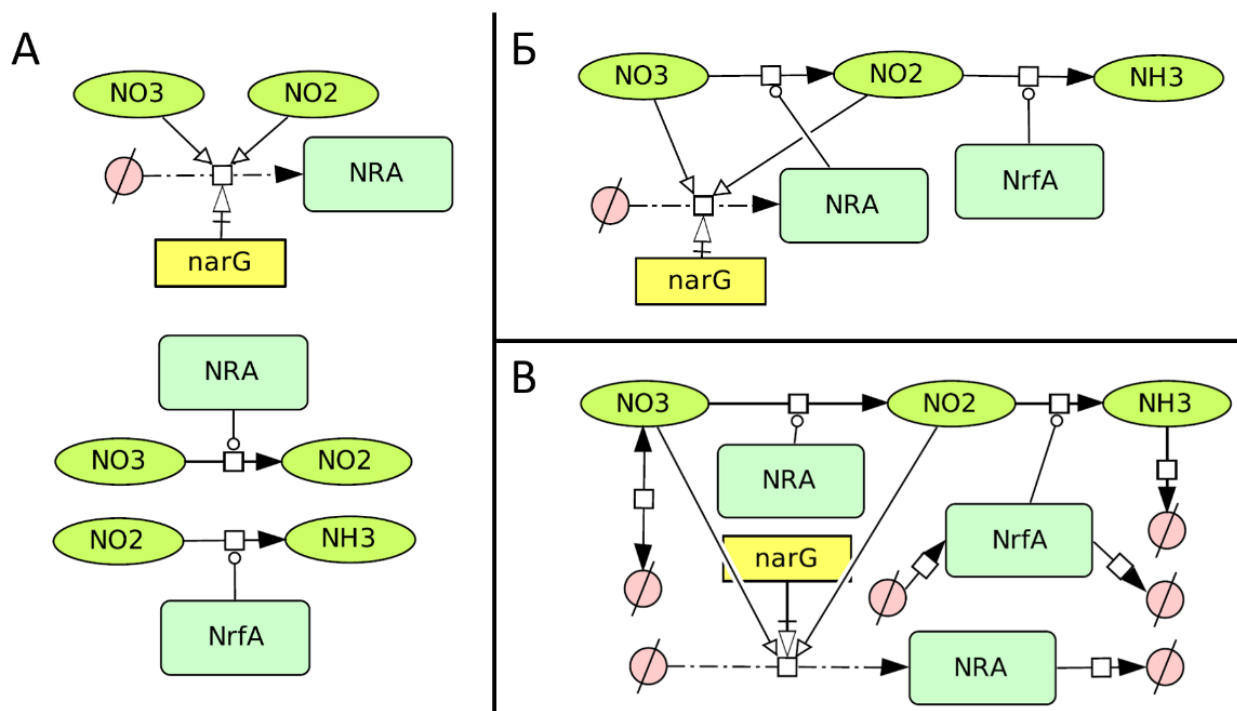 А
NO3
NO2
NRA
narG
NRA
NO3
NO2
NO2
NH3
NrfA
Б
NO3
NO2
NH3
NRA
NrfA
narG
В
NO3
NO2
NH3
NRA
narG
NrfA
NRA